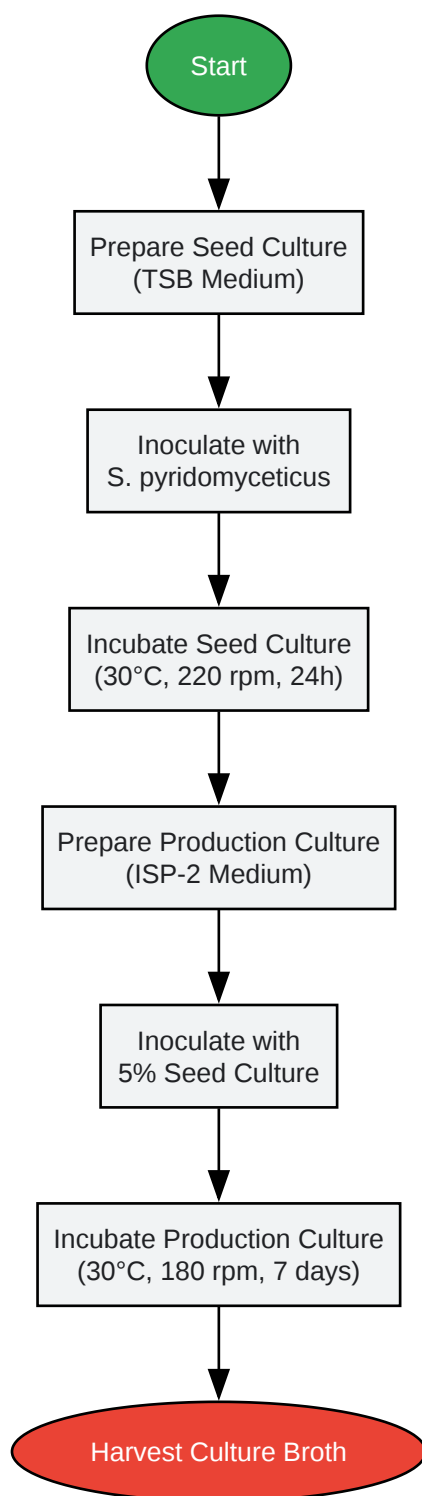 Start
Prepare Seed Culture
(TSB Medium)
Inoculate with
S. pyridomyceticus
Incubate Seed Culture
(30°C, 220 rpm, 24h)
Prepare Production Culture
(ISP-2 Medium)
Inoculate with
5% Seed Culture
Incubate Production Culture
(30°C, 180 rpm, 7 days)
Harvest Culture Broth